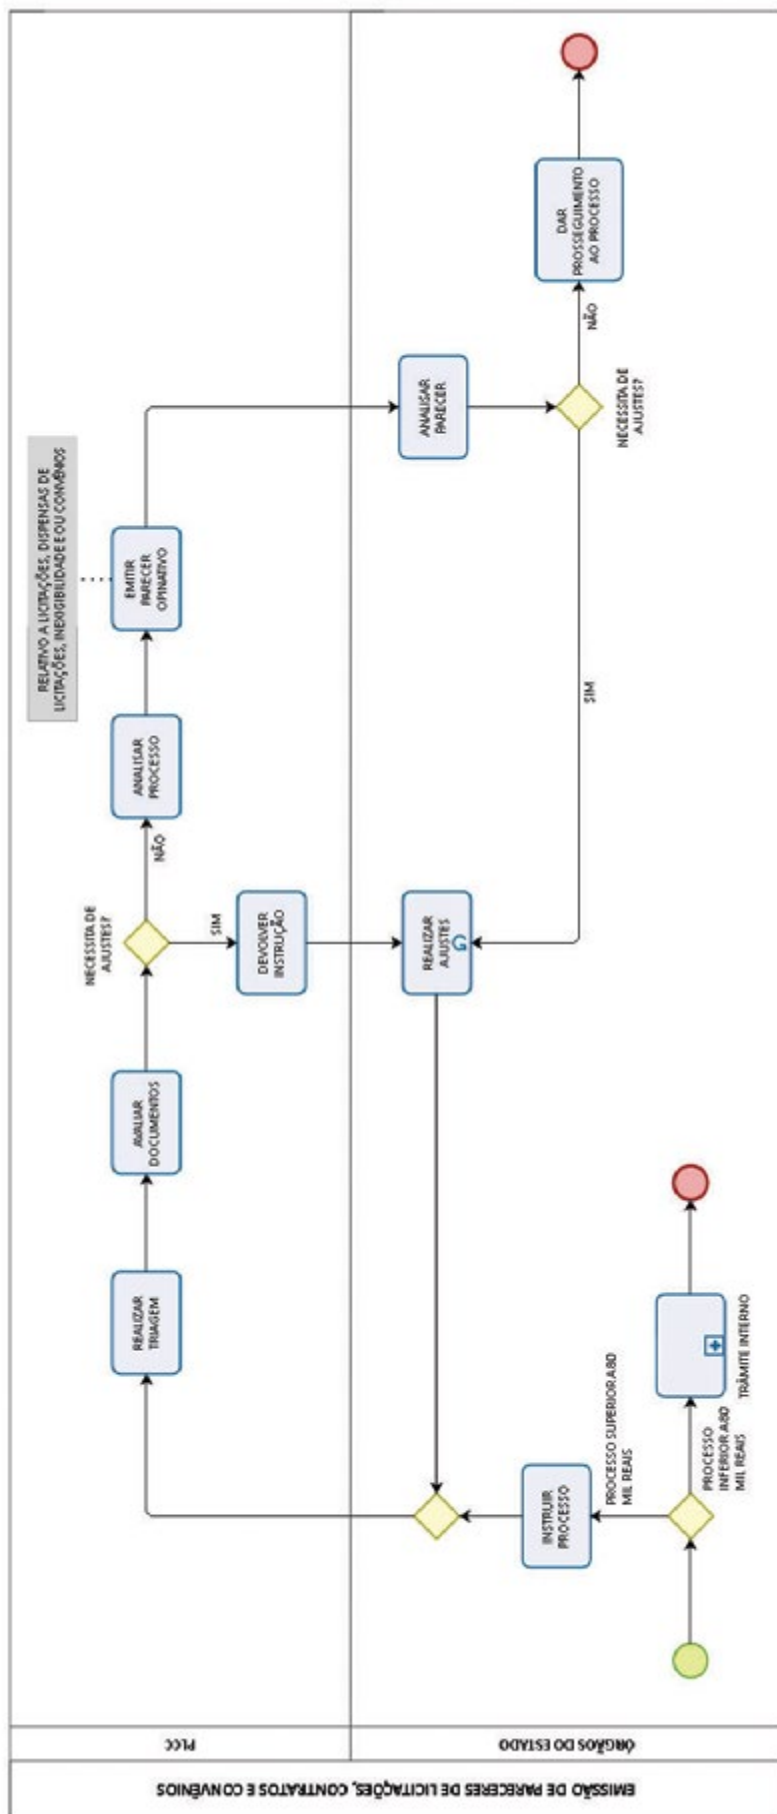 EMISSÃO DE PARECERES DE LICITAÇÕES, CONTRATOS E CONVÊNIOS
PLCC
ÓRGÃOS DO ESTADO
REALIZAR
TRIAGEM
AVALIAR
DOCUMENTOS
NECESSITA DE
AJUSTES?
NÃO
SIM
DEVOLVER
INSTRUÇÃO
ANALISAR
PROCESSO
EMITIR
PARECER
OPINATIVO
RELATIVO A LICITAÇÕES, DISPENSAS DE
LICITAÇÕES, INEXIGIBILIDADE E OU CONVÊNIOS
INSTRUIR
PROCESSO
PROCESSO SUPERIOR A 80
MIL REAIS
PROCESSO
INFERIOR A 80
MIL REAIS
TRÂMITE INTERNO
REALIZAR
AJUSTES
ANALISAR
PARECER
NECESSITA DE
AJUSTES?
SIM
NÃO
DAR
PROSSEGUIMENTO
AO PROCESSO